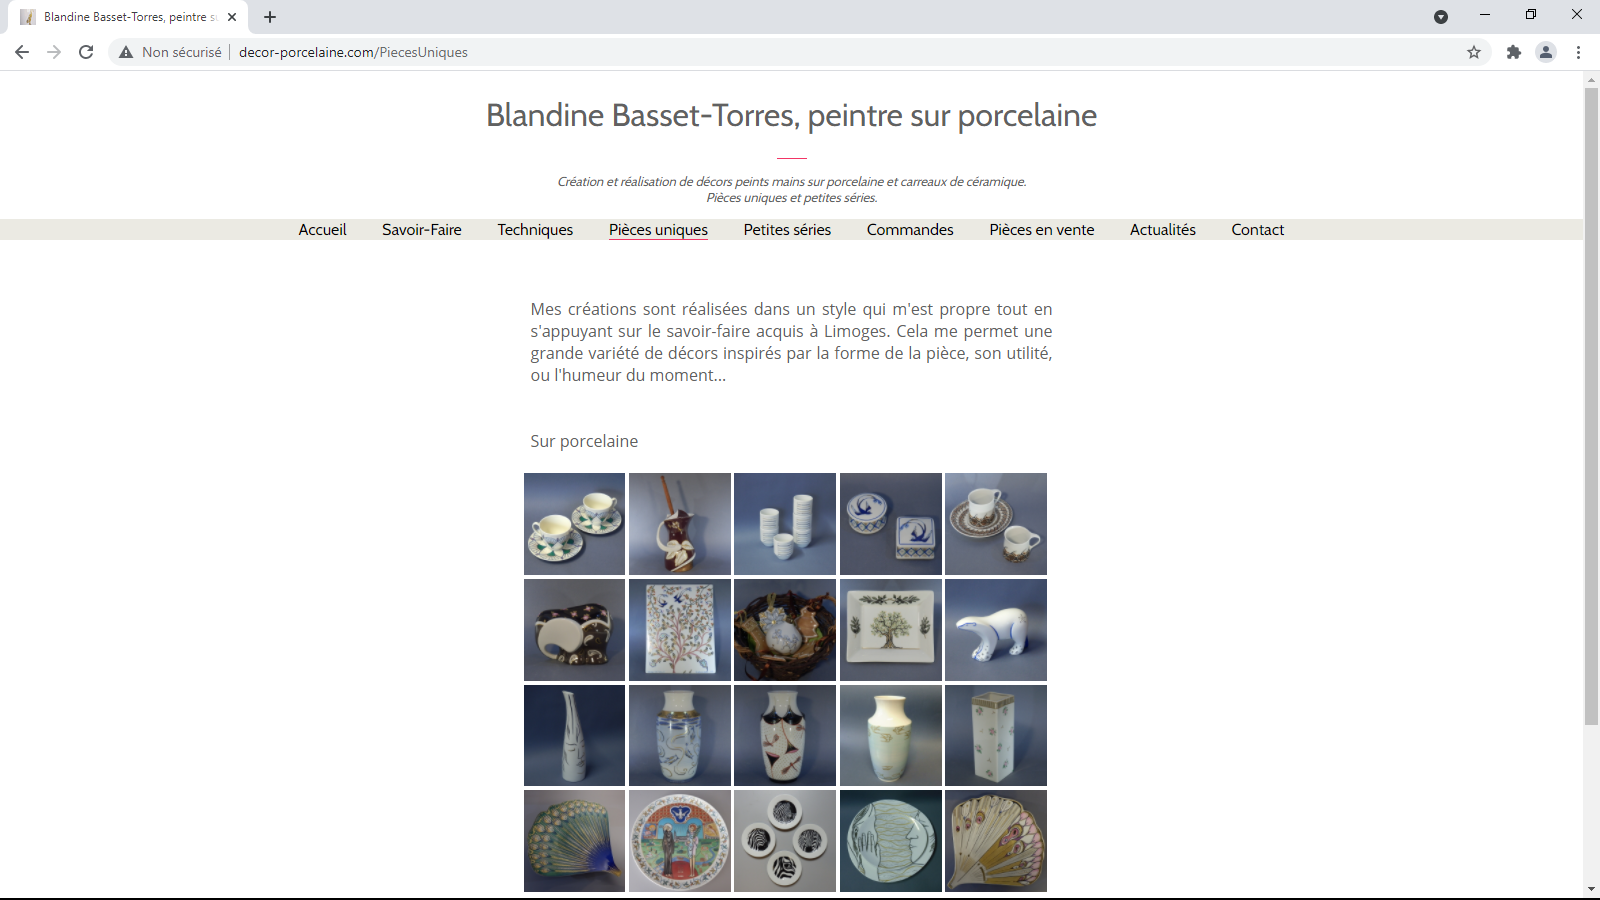 Blandine Basset-Torres, peintre su
Non sécurisé
decor-porcelaine.com/PiecesUniques
Blandine Basset-Torres, peintre sur porcelaine
Création et réalisation de décors peints mains sur porcelaine et carreaux de céramique.
Pièces uniques et petites séries.
Accueil Savoir-Faire Techniques Pièces uniques Petites séries Commandes Pièces en vente Actualités Contact
Mes créations sont réalisées dans un style qui m'est propre tout en
s'appuyant sur le savoir-faire acquis à Limoges. Cela me permet une
grande variété de décors inspirés par la forme de la pièce, son utilité,
ou l'humeur du moment...
Sur porcelaine